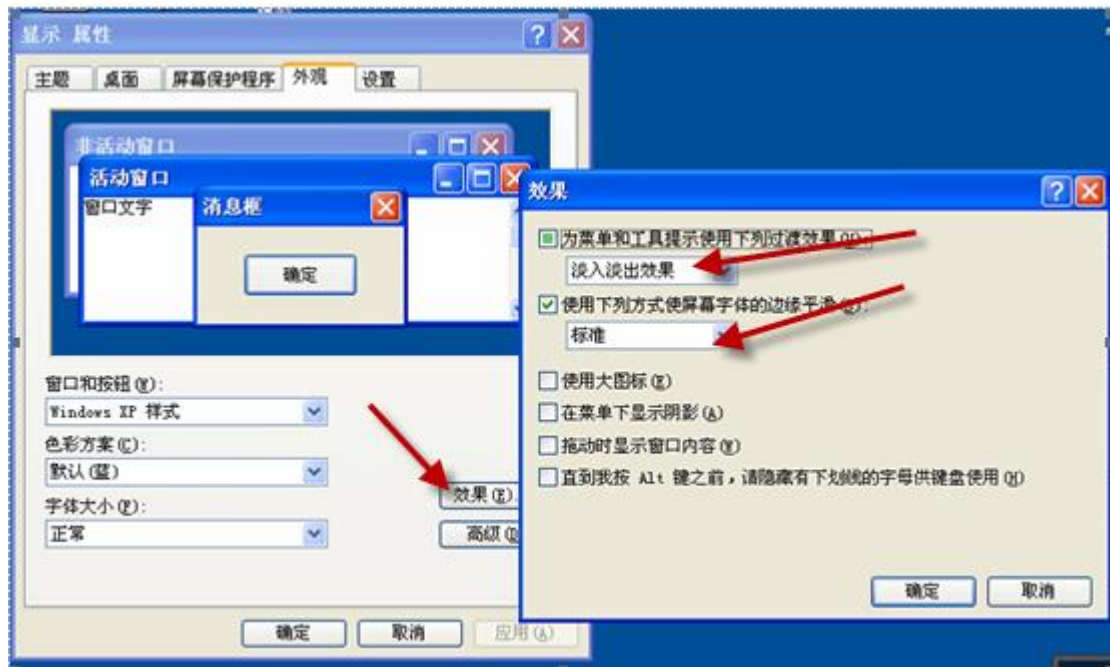 显示 属性
主题 桌面 屏幕保护程序 外观 设置
非活动窗口
活动窗口
窗口文字
消息框
确定
窗口和按钮(W):
Windows XP 样式
色彩方案(C):
默认(蓝)
字体大小(F):
正常
效果(E).
高级(D
确定 取消 应用(A)
效果
为菜单和工具提示使用下列过渡效果
淡入淡出效果
使用下列方式使屏幕字体的边缘平滑
标准
使用大图标(E)
在菜单下显示阴影(A)
拖动时显示窗口内容(W)
直到我按 Alt 键之前，请隐藏有下划线的字母供键盘使用(H)
确定 取消